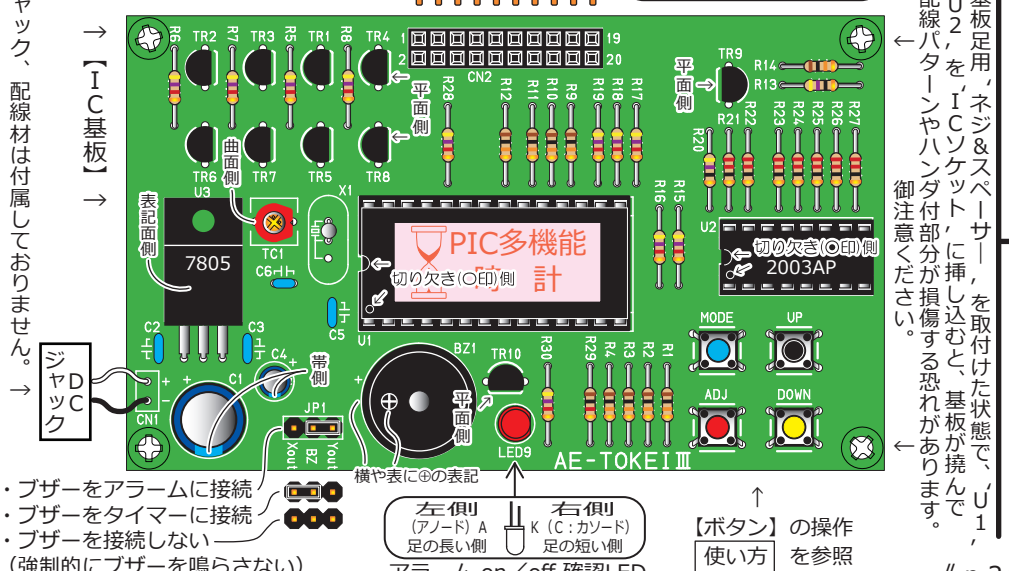 基板足用,ネジ&スペーサー,を取付けた状態で、U1,
U2,を,ICソケット,に挿し込むと、基板が撓んで
配線パターンやハンダ付部分が損傷する恐れがあります。
御注意ください。
←
←
ャック、配線材は付属しておりません。→
→【IC基板】→
R6 TR2 R7 TR3 R5 TR1 R8 TR4
1 19
2 20
CN2
平面側
平面側
TR9
R14
R13
R28 R12 R11 R10 R9 R19 R18 R17
R20 R21 R22 R23 R24 R25 R26 R27
TR6 TR7 TR5 TR8
曲面側
U3
表記面側
7805
TC1
C6
X1
R16 R15
U2
PIC多機能
時 計
切り欠き(○印)側
切り欠き(○印)側
2003AP
U1
C5
C2
C3
C4
帯側
MODE UP
DCジャック
+
−
CN1
+ C1
JP1
Xout BZ Yout
+
BZ1
平面側
TR10
R30 R29 R4 R3 R2 R1
ADJ DOWN
LED9
AE-TOKEIⅢ
横や表に⊕の表記
・ブザーをアラームに接続
・ブザーをタイマーに接続
・ブザーを接続しない
(強制的にブザーを鳴らさない)
左側 右側
(アノード) A K (C:カソード)
足の長い側 足の短い側
アラーム on/off 確認LED
↑
【ボタン】の操作
使い方 を参照